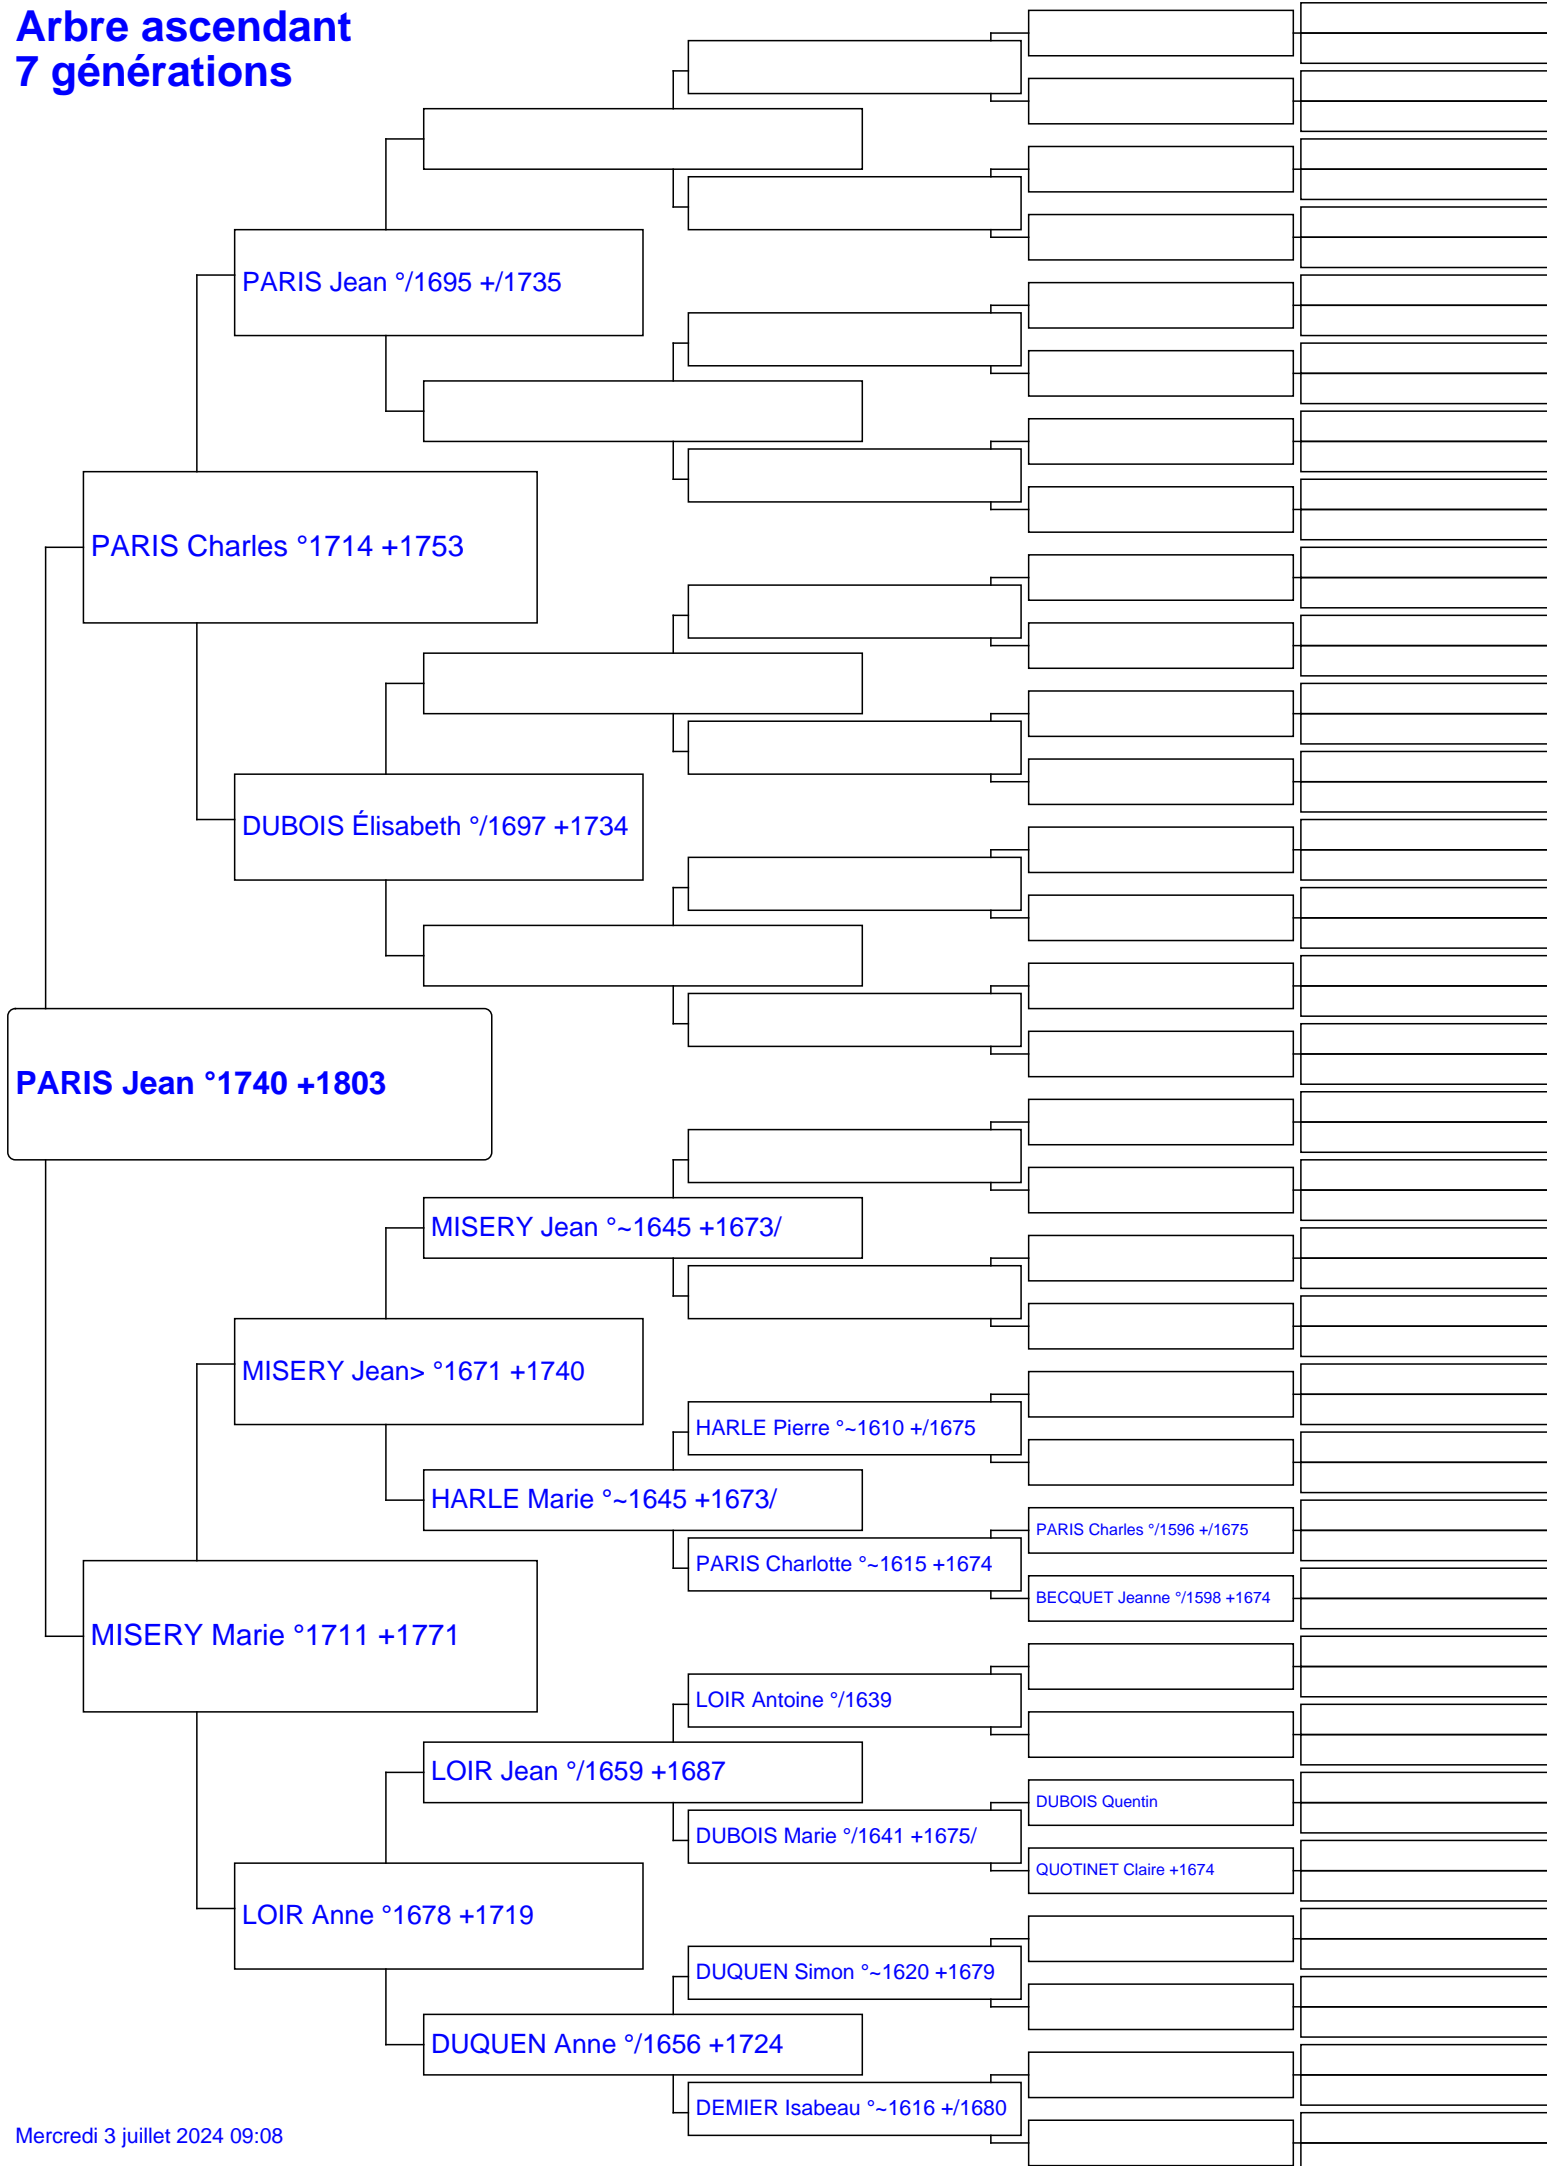 Arbre ascendant
7 générations
PARIS Jean °/1695 +/1735
PARIS Charles °1714 +1753
DUBOIS Élisabeth °/1697 +1734
PARIS Jean °1740 +1803
MISERY Jean °~1645 +1673/
MISERY Jean> °1671 +1740
HARLE Pierre °~1610 +/1675
HARLE Marie °~1645 +1673/
PARIS Charles °/1596 +/1675
PARIS Charlotte °~1615 +1674
BECQUET Jeanne °/1598 +1674
MISERY Marie °1711 +1771
LOIR Antoine °/1639
LOIR Jean °/1659 +1687
DUBOIS Quentin
DUBOIS Marie °/1641 +1675/
QUOTINET Claire +1674
LOIR Anne °1678 +1719
DUQUEN Simon °~1620 +1679
DUQUEN Anne °/1656 +1724
DEMIER Isabeau °~1616 +/1680
Mercredi 3 juillet 2024 09:08